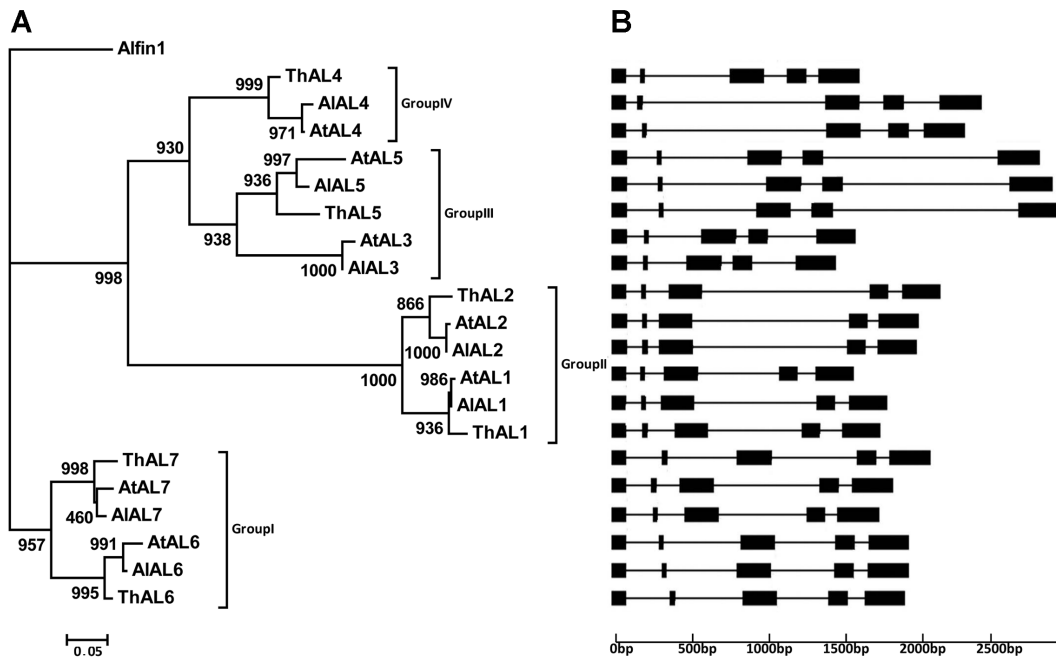 A
B
Alfin1
ThAL4
999
AlAL4
GroupIV
971
AtAL4
930
AtAL5
997
936
AlAL5
ThAL5
GroupIII
938
AtAL3
1000
AlAL3
998
ThAL2
866
AtAL2
1000
AlAL2
GroupII
1000
986
AtAL1
AlAL1
936
ThAL1
ThAL7
998
AtAL7
460
AlAL7
GroupI
957
991
AtAL6
AlAL6
995
ThAL6
0.05
0bp 500bp 1000bp 1500bp 2000bp 2500bp